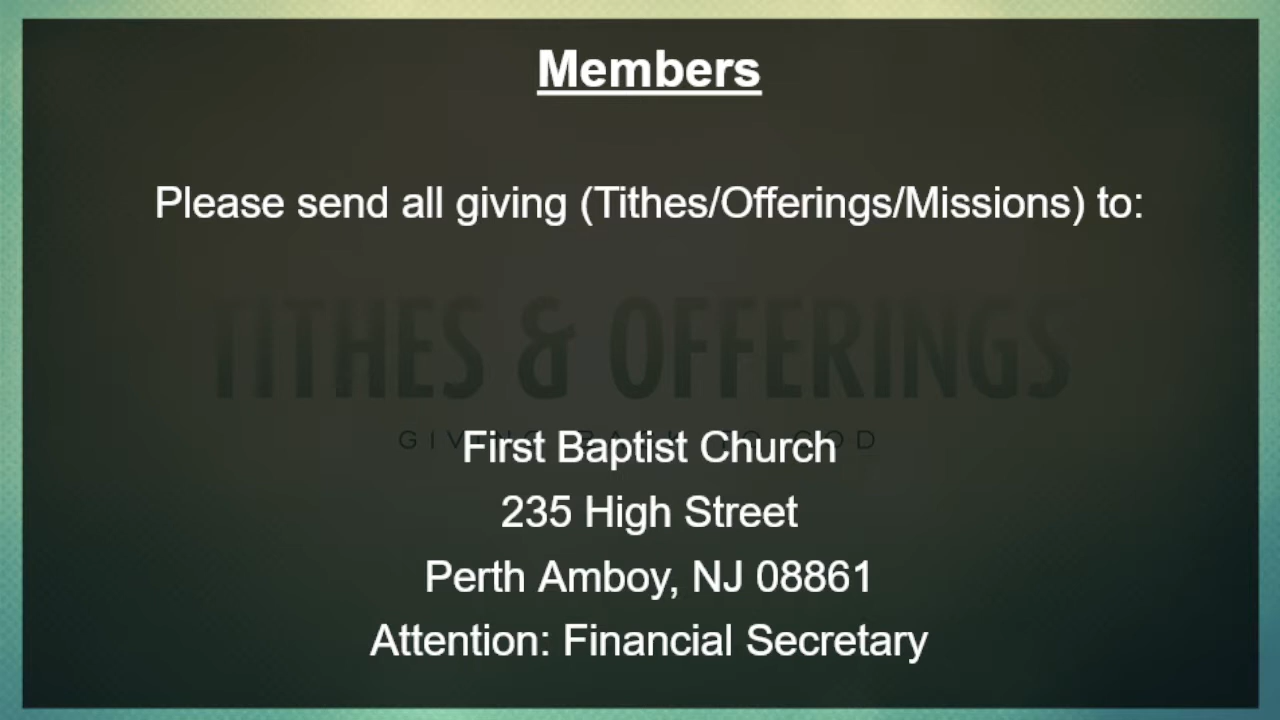 Members
Please send all giving (Tithes/Offerings/Missions) to:
TITHES & OFFERINGS
First Baptist Church
235 High Street
Perth Amboy, NJ 08861
Attention: Financial Secretary